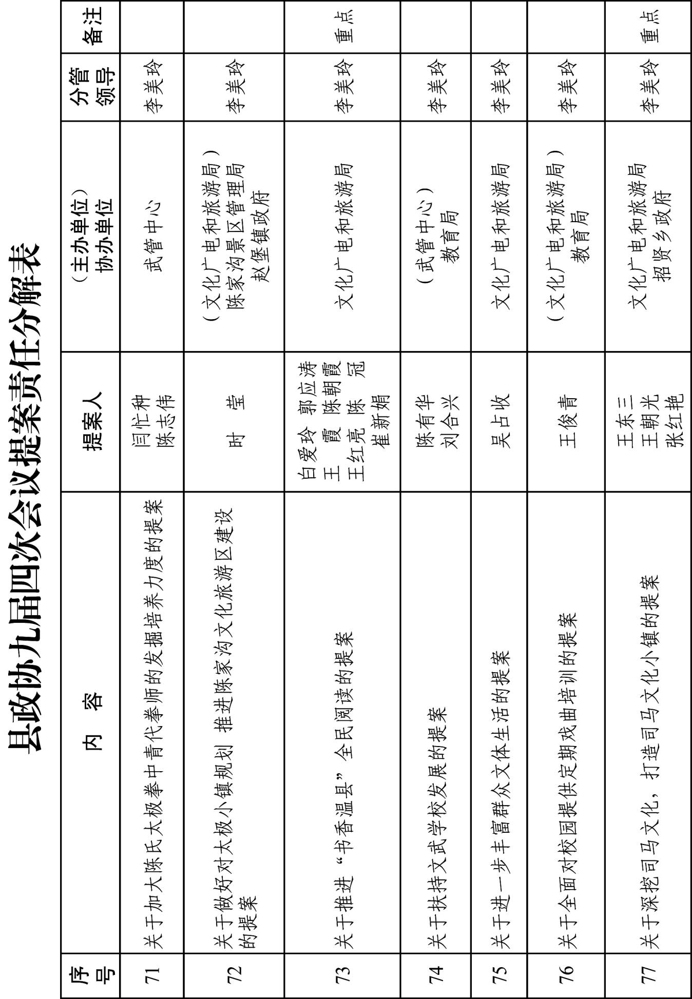 县政协九届四次会议提案责任分解表
序号
内 容
提案人
（主办单位）
协办单位
分管
领导
备注
71
关于加大陈氏太极拳中青代拳师的发掘培养力度的提案
闫忙种
陈志伟
武管中心
李美玲
72
关于做好对太极小镇规划 推进陈家沟文化旅游区建设
的提案
时 莹
（文化广电和旅游局）
陈家沟景区管理局
赵堡镇政府
李美玲
73
关于推进“书香温县”全民阅读的提案
白爱玲 郭应涛
王 霞 陈朝霞
王红亮 陈 冠
崔新娟
文化广电和旅游局
李美玲
重点
74
关于扶持文武学校发展的提案
陈有华
刘合兴
（武管中心）
教育局
李美玲
75
关于进一步丰富群众文体生活的提案
吴占收
文化广电和旅游局
李美玲
76
关于全面对校园提供定期戏曲培训的提案
王俊青
（文化广电和旅游局）
教育局
李美玲
77
关于深挖司马文化，打造司马文化小镇的提案
王东三
王朝光
张红艳
文化广电和旅游局
招贤乡政府
李美玲
重点